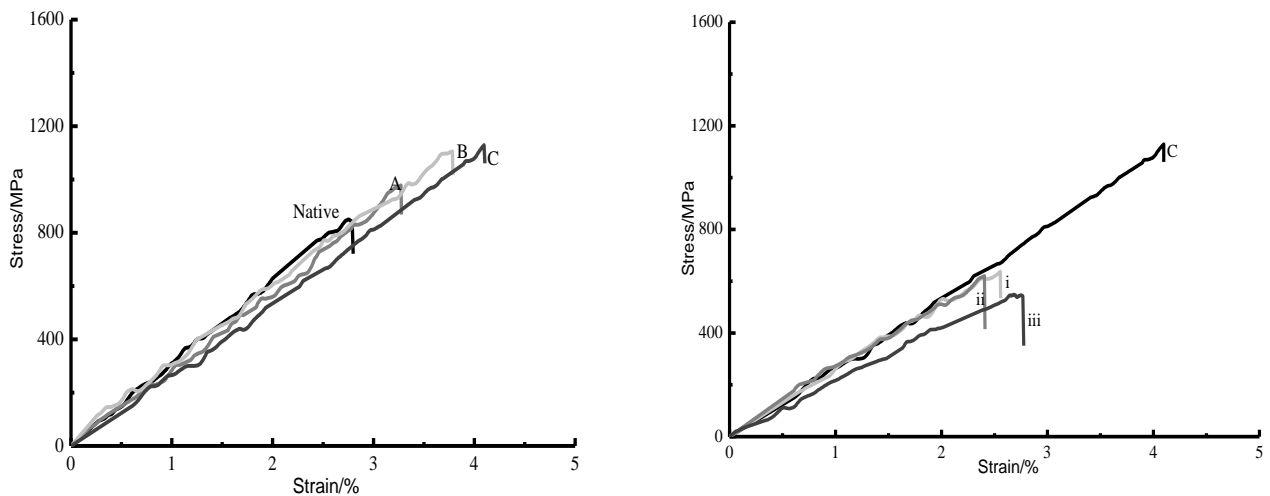 1600
1200
800
400
0
Stress/MPa
0 1 2 3 4 5
Strain/%
Native
A
B
C
1600
1200
800
400
0
Stress/MPa
0 1 2 3 4 5
Strain/%
C
i
ii
iii